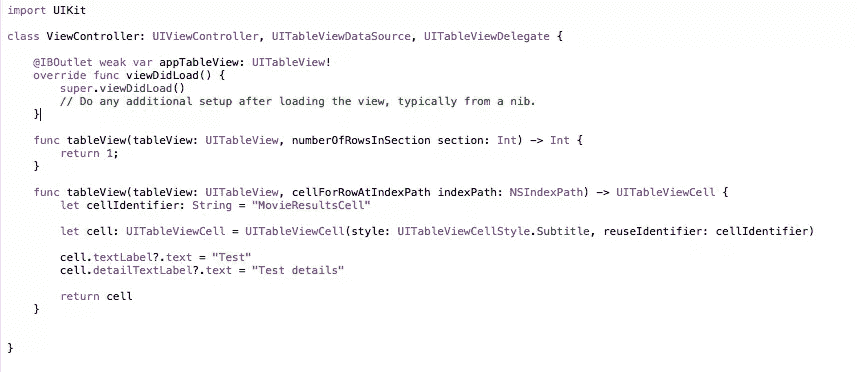 import UIKit
class ViewController: UIViewController, UITableViewDataSource, UITableViewDelegate {
@IBOutlet weak var appTableView: UITableView!
override func viewDidLoad() {
super.viewDidLoad()
// Do any additional setup after loading the view, typically from a nib.
}
func tableView(tableView: UITableView, numberOfRowsInSection section: Int) -> Int {
return 1;
}
func tableView(tableView: UITableView, cellForRowAtIndexPath indexPath: NSIndexPath) -> UITableViewCell {
let cellIdentifier: String = "MovieResultsCell"
let cell: UITableViewCell = UITableViewCell(style: UITableViewCellStyle.Subtitle, reuseIdentifier: cellIdentifier)
cell.textLabel?.text = "Test"
cell.detailTextLabel?.text = "Test details"
return cell
}
}